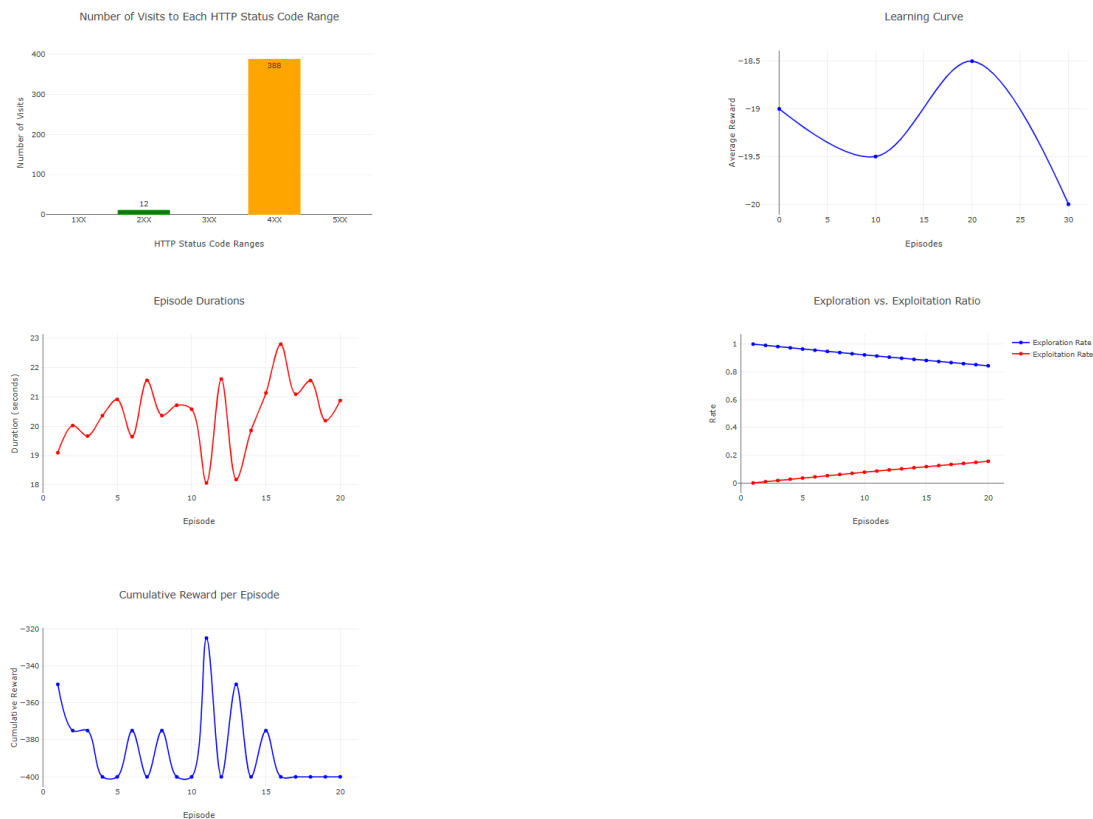 Number of Visits to Each HTTP Status Code Range
400
300
200
100
0
Number of Visits
388
12
1XX
2XX
3XX
4XX
5XX
HTTP Status Code Ranges
Learning Curve
−18.5
−19
−19.5
−20
Average Reward
0
5
10
15
20
25
30
Episodes
Episode Durations
23
22
21
20
19
18
Duration (seconds)
0
5
10
15
20
Episode
Exploration vs. Exploitation Ratio
1
0.8
0.6
0.4
0.2
0
Rate
Exploration Rate
Exploitation Rate
0
5
10
15
20
Episodes
Cumulative Reward per Episode
−320
−340
−360
−380
−400
Cumulative Reward
0
5
10
15
20
Episode